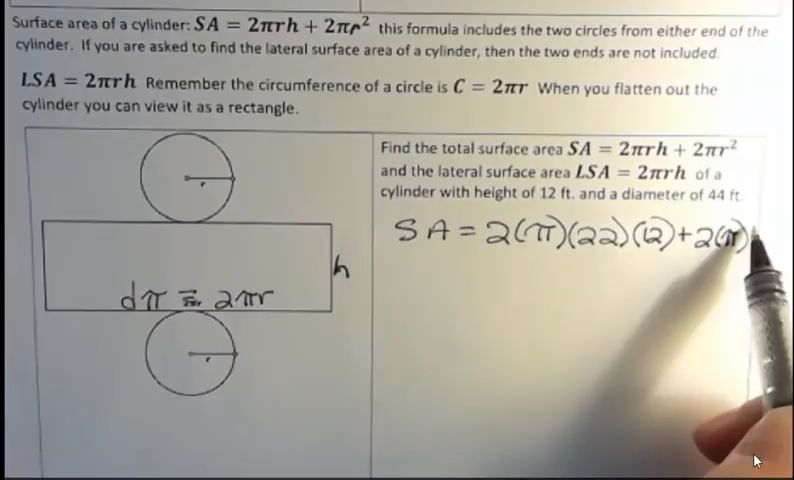 Surface area of a cylinder: SA = 2πrh + 2πr² this formula includes the two circles from either end of the
cylinder. If you are asked to find the lateral surface area of a cylinder, then the two ends are not included.
LSA = 2πrh Remember the circumference of a circle is C = 2πr When you flatten out the
cylinder you can view it as a rectangle.
r
h
dπ = 2πr
r
Find the total surface area SA = 2πrh + 2πr²
and the lateral surface area LSA = 2πrh of a
cylinder with height of 12 ft. and a diameter of 44 ft
SA = 2(π)(22)(12)+2(π)